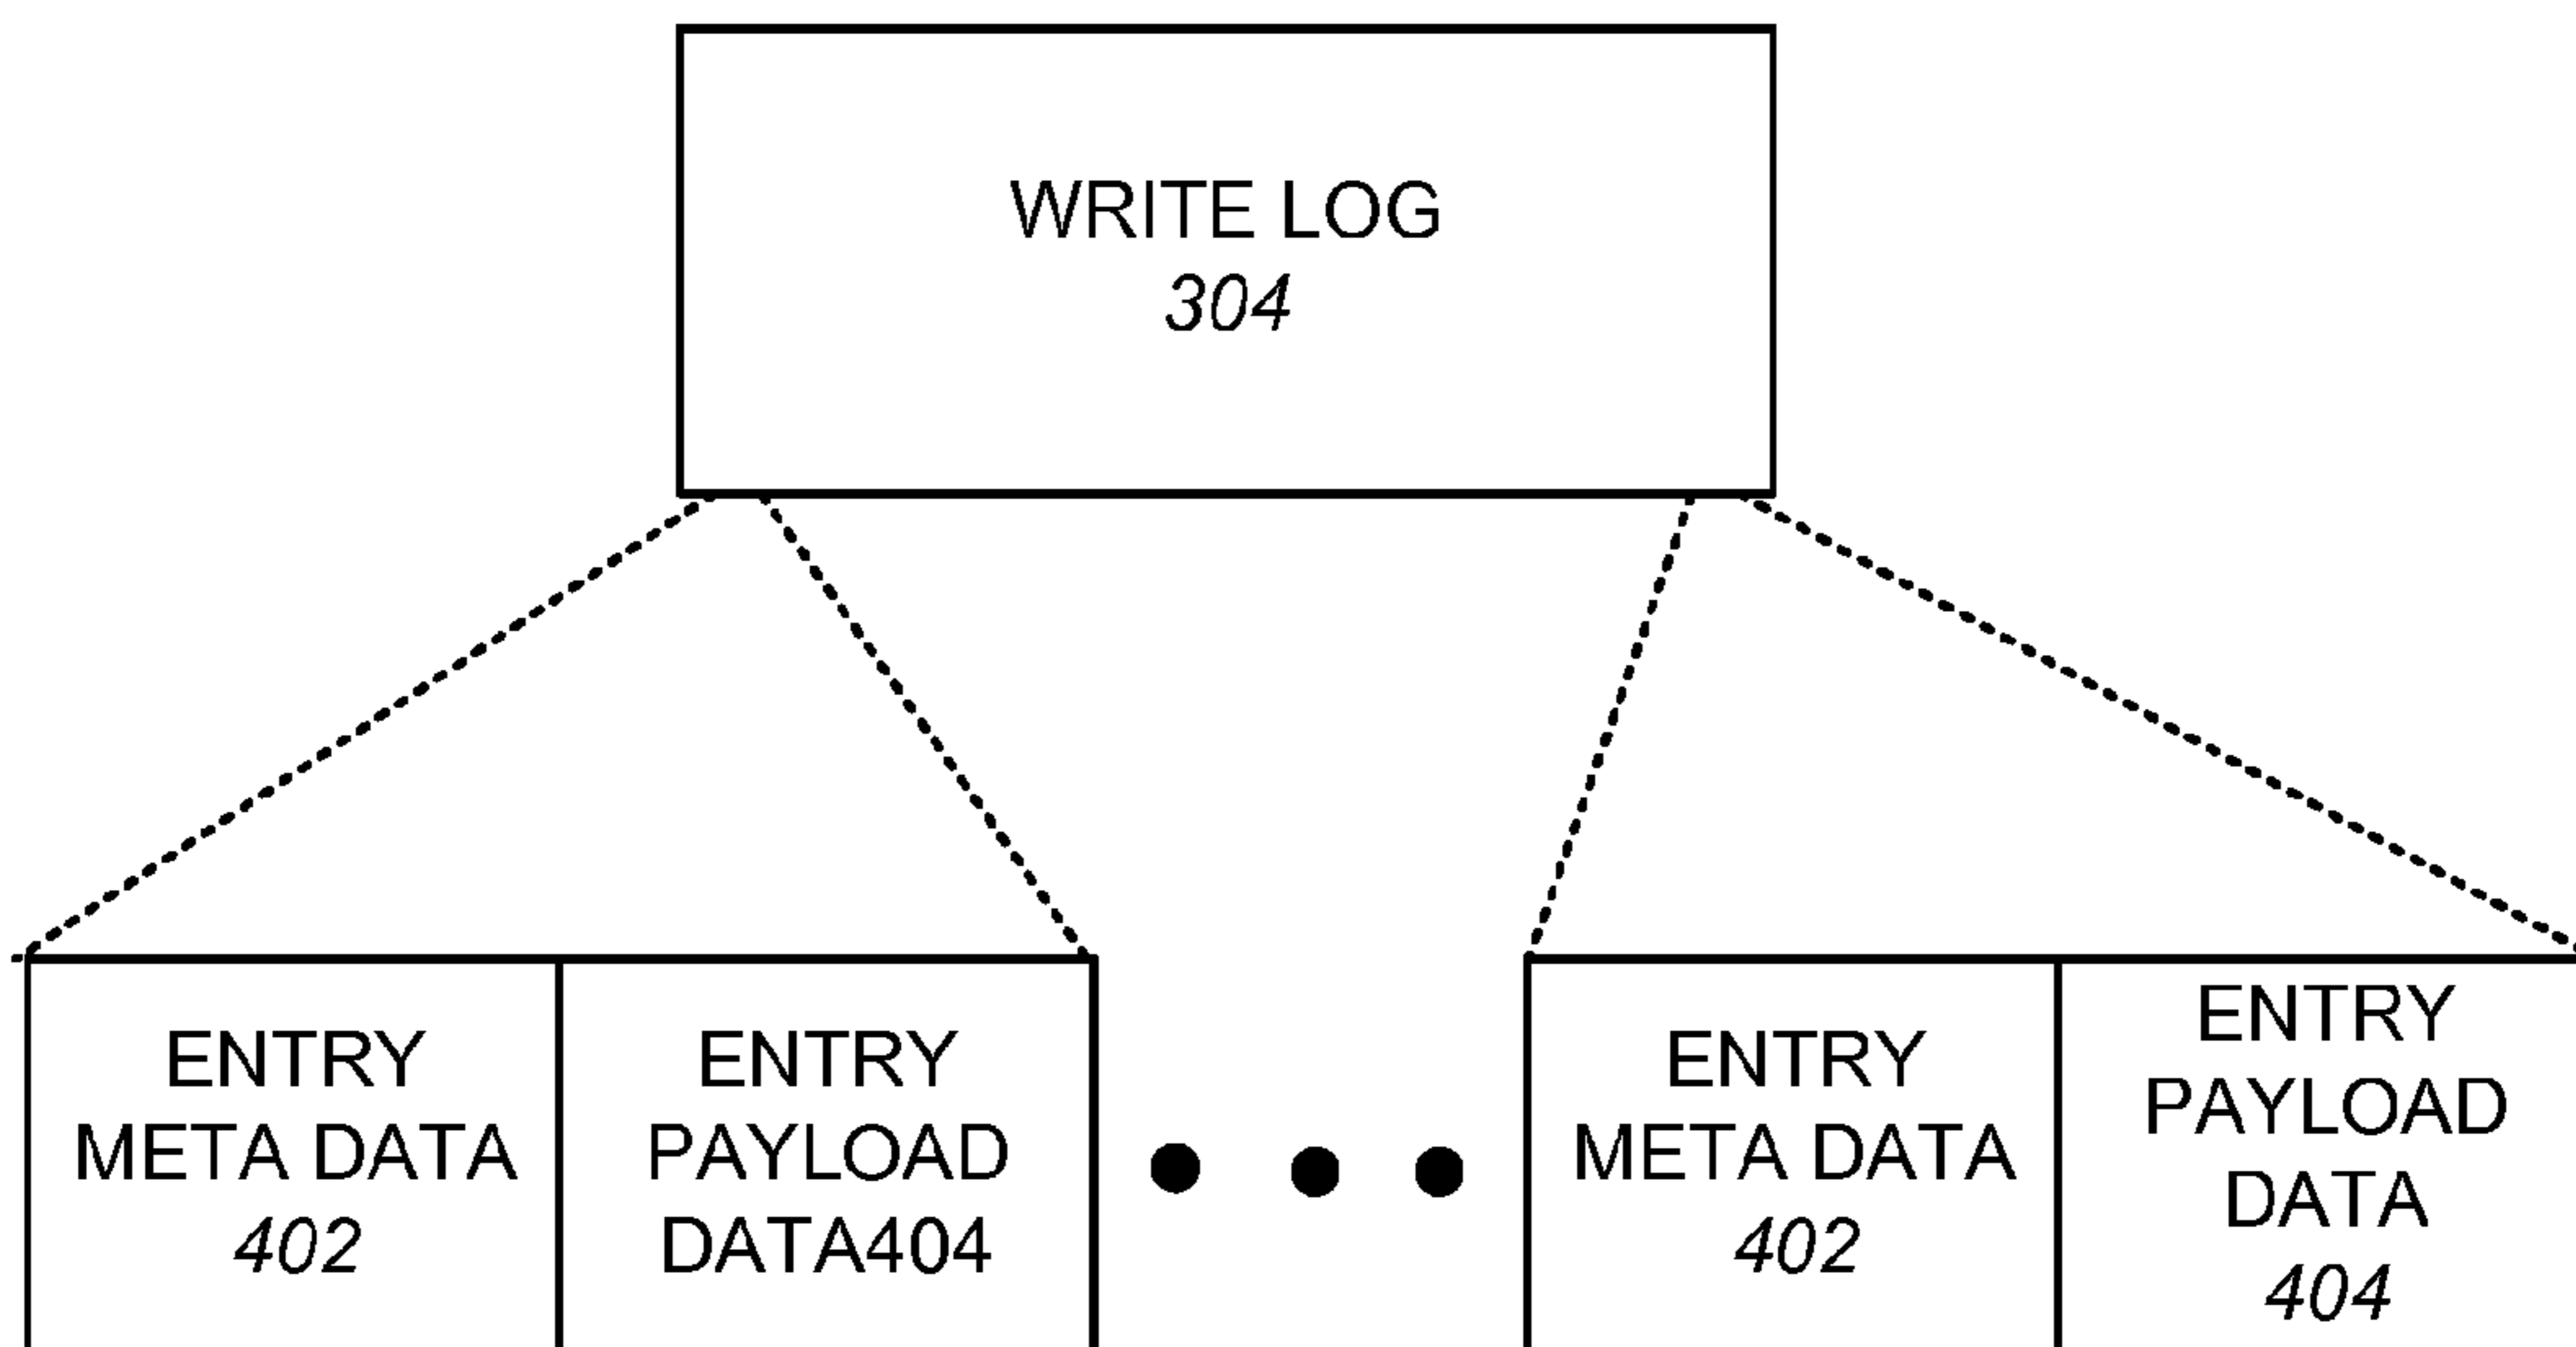 WRITE LOG
304
ENTRY
META DATA
402
ENTRY
PAYLOAD
DATA404
ENTRY
META DATA
402
ENTRY
PAYLOAD
DATA
404